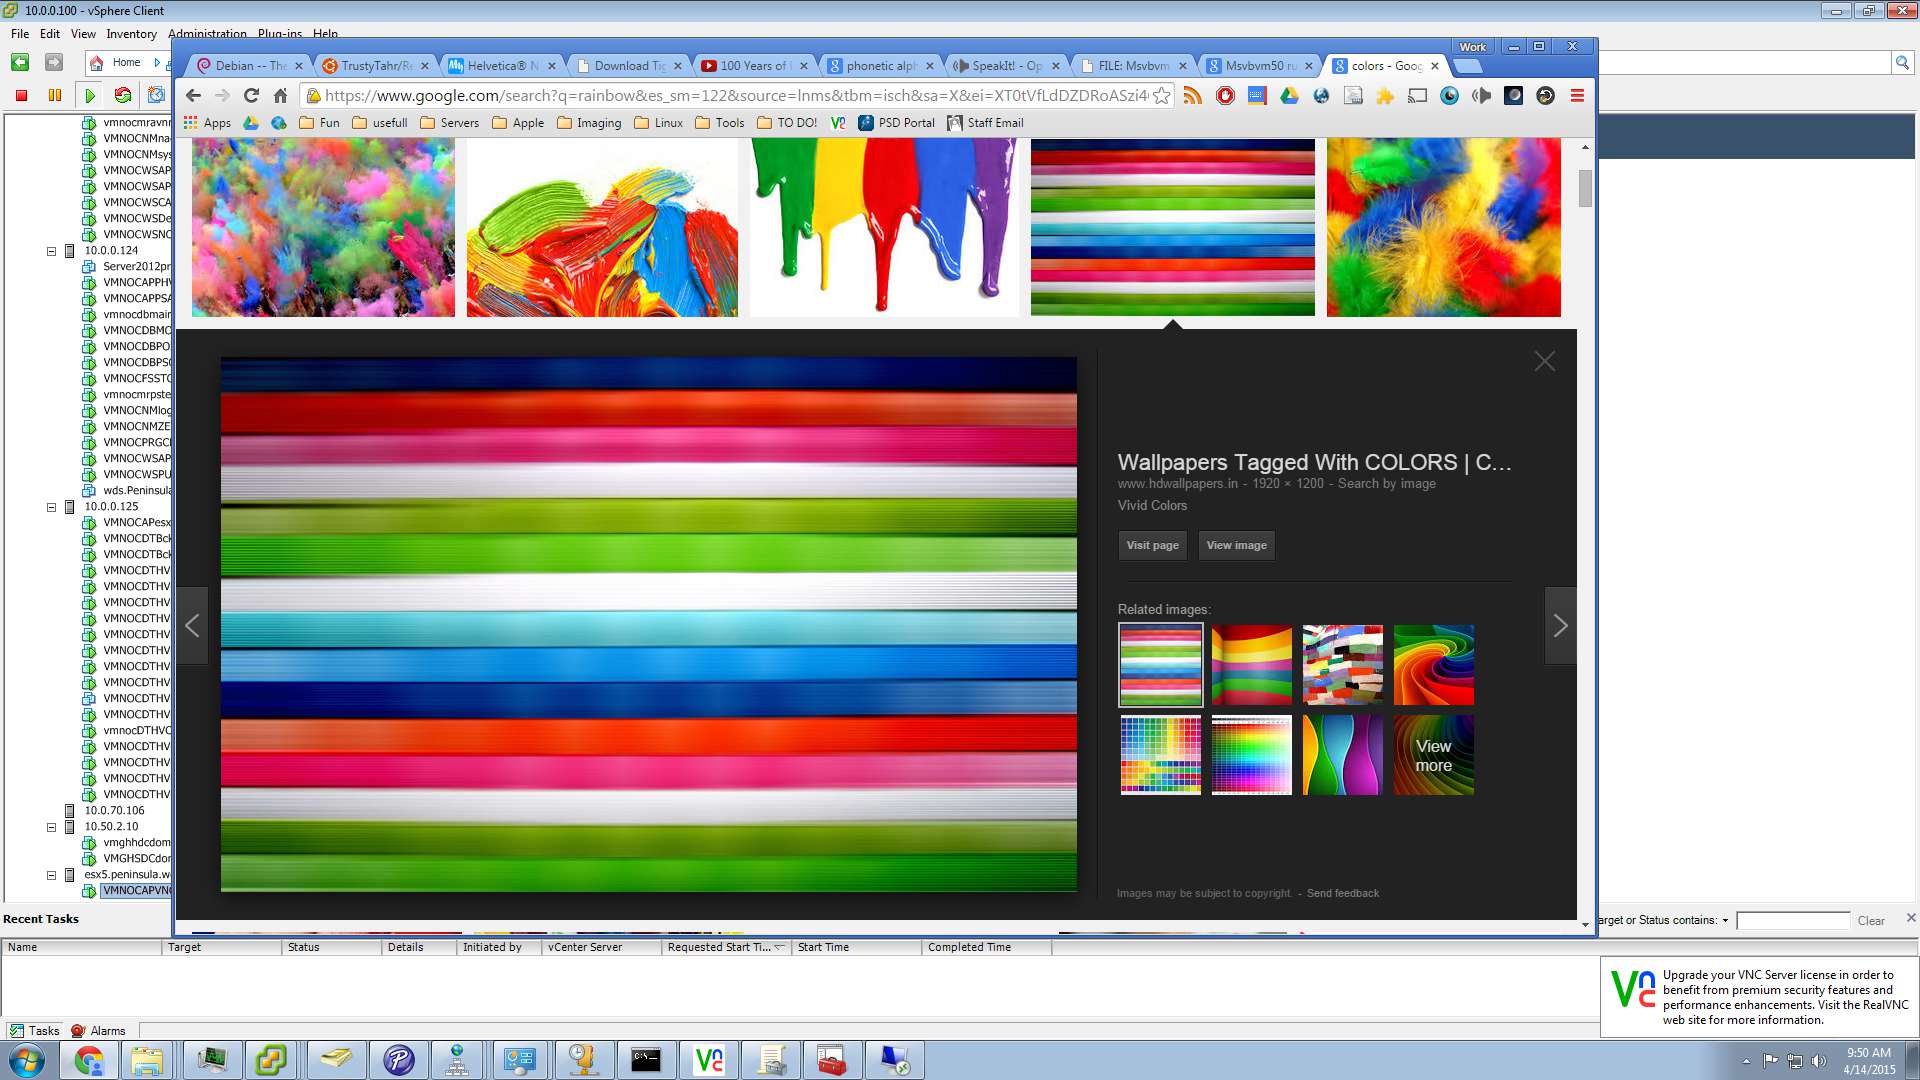 10.0.0.100 - vSphere Client
File Edit View Inventory Administration Plug-ins Help
Home
Work
Debian -- The
TrustyTahr/Re
Helvetica® N
Download Tig
100 Years of
phonetic alph
SpeakIt! - Op
FILE: Msvbvm
Msvbvm50 ru
colors - Goog
https://www.google.com/search?q=rainbow&es_sm=122&source=lnms&tbm=isch&sa=X&ei=XT0tVfLdDZDRoASzi4
Apps Fun usefull Servers Apple Imaging Linux Tools TO DO! PSD Portal Staff Email
vmnocmravnr
VMNOCNMna
VMNOCNMsys
VMNOCWSAP
VMNOCWSAP
VMNOCWSCA
VMNOCWSDe
VMNOCWSNC
10.0.0.124
Server2012pr
VMNOCAPPHV
VMNOCAPPSA
vmnocdbmair
VMNOCDBMO
VMNOCDBPO
VMNOCDBPSC
VMNOCFSSTC
vmnocmrpste
VMNOCNMlog
VMNOCNMZE
VMNOCPRGCI
VMNOCWSAP
VMNOCWSPU
wds.Peninsula
10.0.0.125
VMNOCAPesx
VMNOCDTBck
VMNOCDTBck
VMNOCDTHV
VMNOCDTHV
VMNOCDTHV
VMNOCDTHV
VMNOCDTHV
VMNOCDTHV
VMNOCDTHV
VMNOCDTHV
VMNOCDTHV
VMNOCDTHV
vmnocDTHVC
VMNOCDTHV
VMNOCDTHV
VMNOCDTHV
VMNOCDTHV
10.0.70.106
10.50.2.10
vmghhdcdom
VMGHSDCdor
esx5.peninsula.w
VMNOCAPVNC
Wallpapers Tagged With COLORS | C...
www.hdwallpapers.in - 1920 × 1200 - Search by image
Vivid Colors
Visit page View image
Related images:
View
more
Images may be subject to copyright. - Send feedback
Recent Tasks
arget or Status contains: Clear
Name Target Status Details Initiated by vCenter Server Requested Start Ti... Start Time Completed Time
Upgrade your VNC Server license in order to
benefit from premium security features and
performance enhancements. Visit the RealVNC
web site for more information.
Tasks Alarms
9:50 AM
4/14/2015